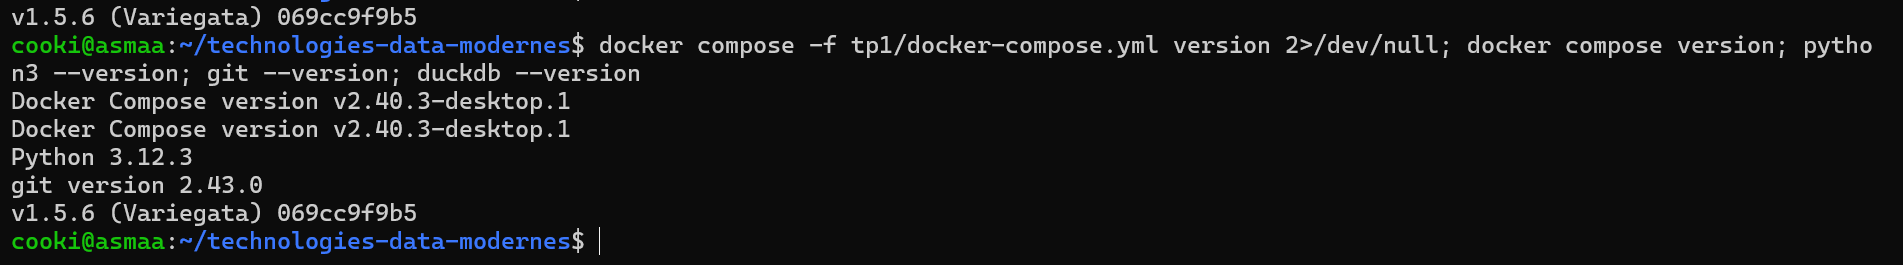 v1.5.6 (Variegata) 069cc9f9b5
cooki@asmaa:~/technologies-data-modernes$ docker compose -f tp1/docker-compose.yml version 2>/dev/null; docker compose version; pytho
n3 --version; git --version; duckdb --version
Docker Compose version v2.40.3-desktop.1
Docker Compose version v2.40.3-desktop.1
Python 3.12.3
git version 2.43.0
v1.5.6 (Variegata) 069cc9f9b5
cooki@asmaa:~/technologies-data-modernes$